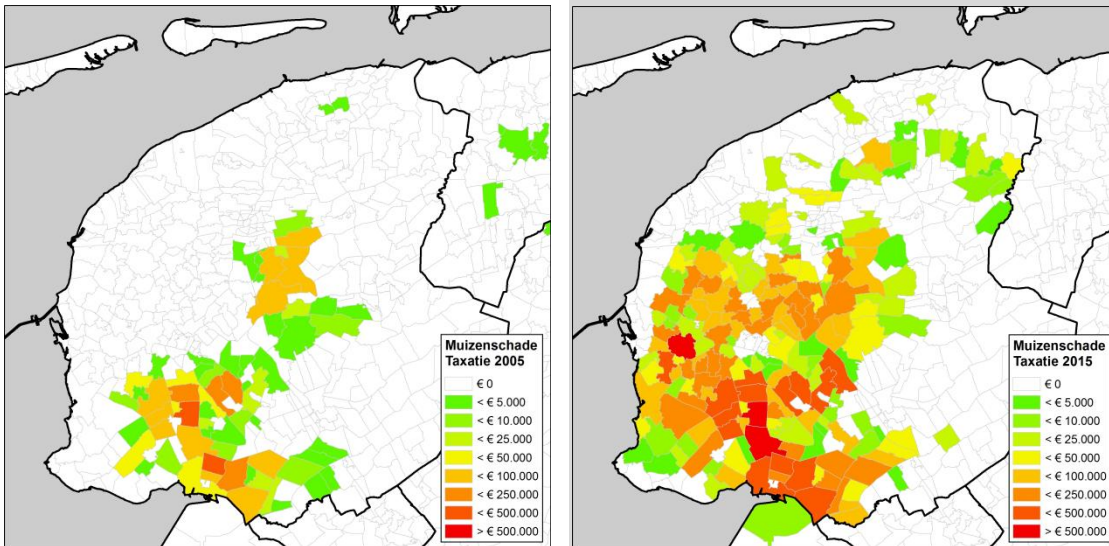 Muizenschade
Taxatie 2005
€ 0
< € 5.000
< € 10.000
< € 25.000
< € 50.000
< € 100.000
< € 250.000
< € 500.000
> € 500.000
Muizenschade
Taxatie 2015
€ 0
< € 5.000
< € 10.000
< € 25.000
< € 50.000
< € 100.000
< € 250.000
< € 500.000
> € 500.000